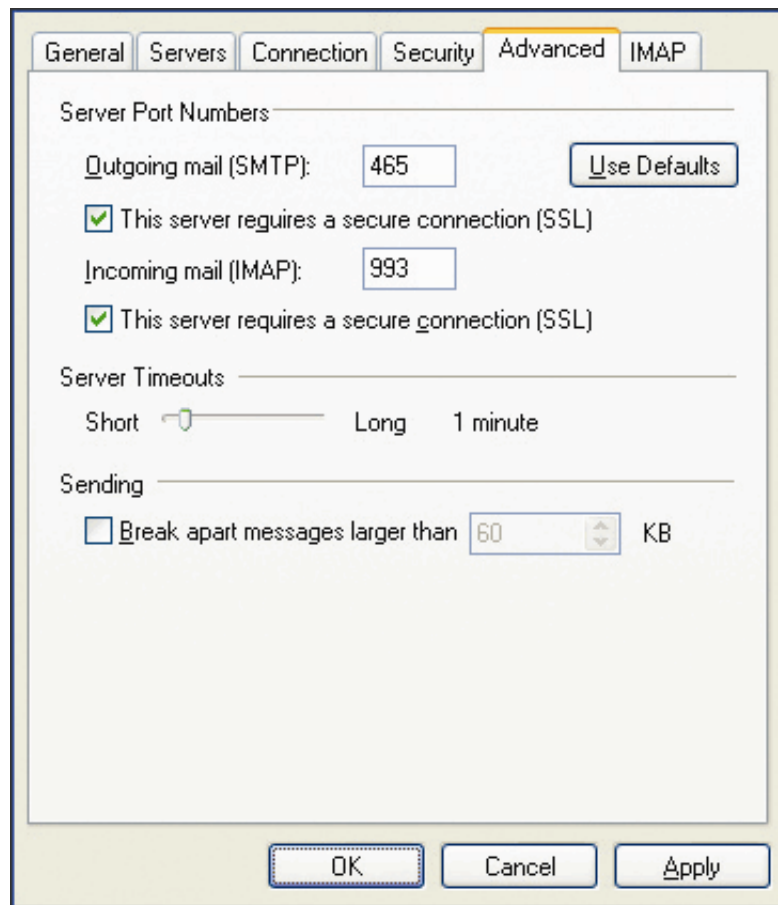 General Servers Connection Security Advanced IMAP
Server Port Numbers
Outgoing mail (SMTP): 465 Use Defaults
This server requires a secure connection (SSL)
Incoming mail (IMAP): 993
This server requires a secure connection (SSL)
Server Timeouts
Short Long 1 minute
Sending
Break apart messages larger than 60 KB
OK Cancel Apply